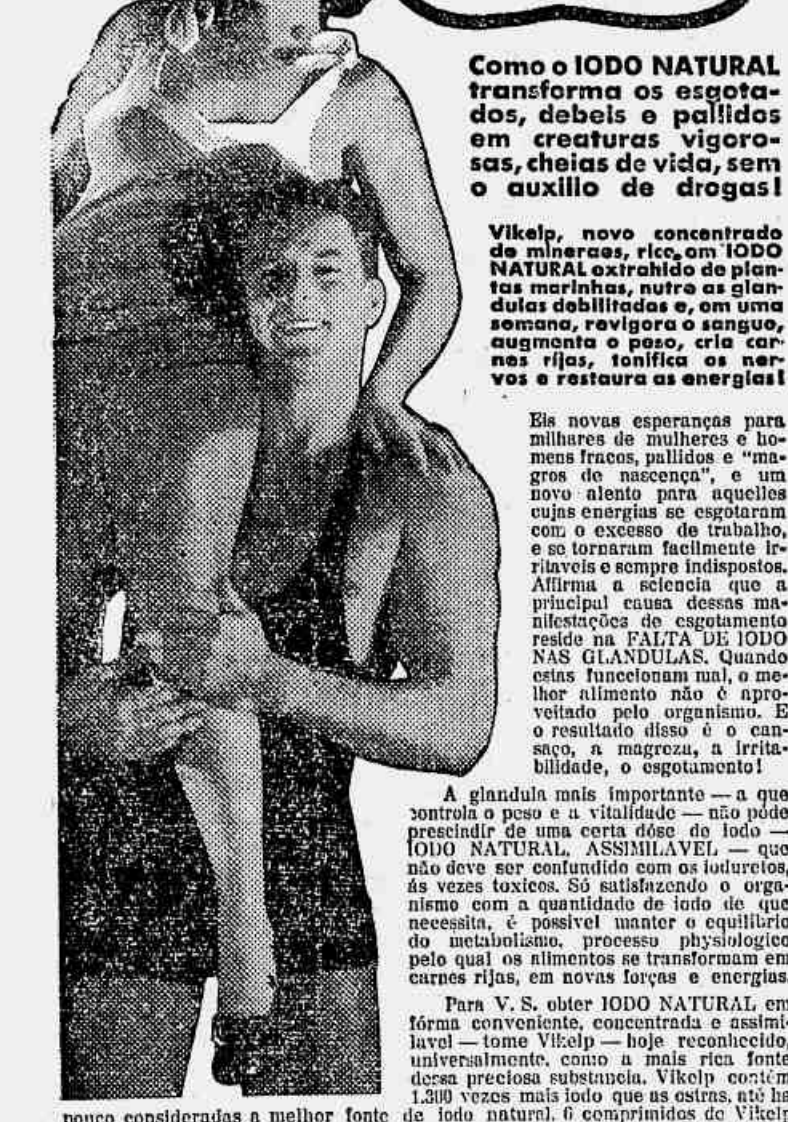 Como o IODO NATURAL
transforma os esgota-
dos, debeis e pallidos
em creaturas vigoro-
sas, cheias de vida, sem
o auxilio de drogas!
Vikelp, novo concentrado
de mineraes, rico em IODO
NATURAL extrahido de plan-
tas marinhas, nutre as glan-
dulas debilitadas e, em uma
semana, revigora o sangue,
augmenta o peso, cria car-
nes rijas, tonifica os ner-
vos e restaura as energias!
Eis novas esperanças para
milhares de mulheres e ho-
mens fracos, pallidos e "ma-
gros de nascença", e um
novo alento para aquelles
cujas energias se esgotaram
com o excesso de trabalho,
e se tornaram facilmente ir-
ritaveis e sempre indispostos.
Affirma a sciencia que a
principal causa dessas ma-
nifestações de esgotamento
reside na FALTA DE IODO
NAS GLANDULAS. Quando
estas funccionam mal, o me-
lhor alimento não é apro-
veitado pelo organismo. E
o resultado disso é o can-
saço, a magreza, a irrita-
bilidade, o esgotamento!
A glandula mais importante — a que
controla o peso e a vitalidade — não póde
prescindir de uma certa dóse de iodo —
IODO NATURAL, ASSIMILAVEL — que
não deve ser confundido com os ioduretos,
ás vezes toxicos. Só satisfazendo o orga-
nismo com a quantidade de iodo de que
necessita, é possivel manter o equilibrio
do metabolismo, processo physiologico
pelo qual os alimentos se transformam em
carnes rijas, em novas forças e energias.
Para V. S. obter IODO NATURAL em
fórma conveniente, concentrada e assimi-
lavel — tome Vikelp — hoje reconhecido,
universalmente, como a mais rica fonte
dessa preciosa substancia. Vikelp contém
1.300 vezes mais iodo que as ostras, até ha
pouco consideradas a melhor fonte de iodo natural. 6 comprimidos de Vikelp